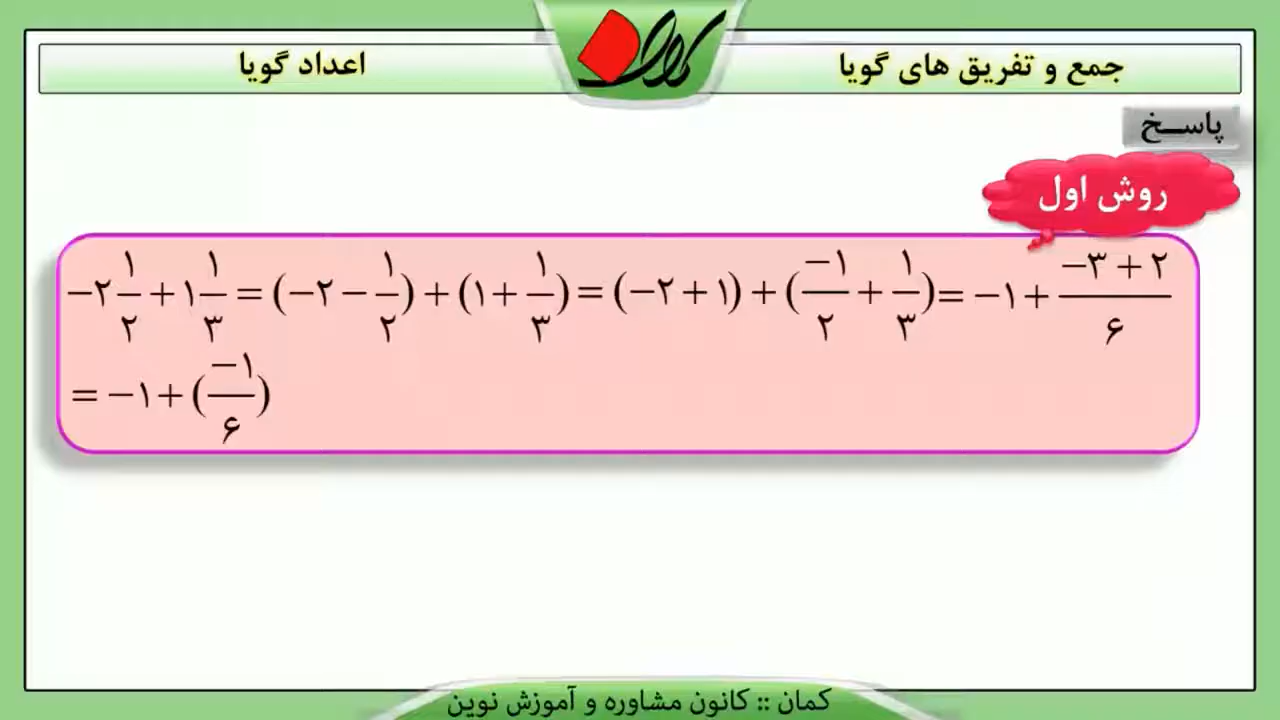 جمع و تفریق های گویا
اعداد گویا
کمان
پاسـخ
روش اول
−۲ ۱/۲ + ۱ ۱/۳ = (−۲ − ۱/۲) + (۱ + ۱/۳) = (−۲ + ۱) + (−۱/۲ + ۱/۳) = −۱ + (−۳ + ۲)/۶
= −۱ + (−۱/۶)
کمان :: کانون مشاوره و آموزش نوین